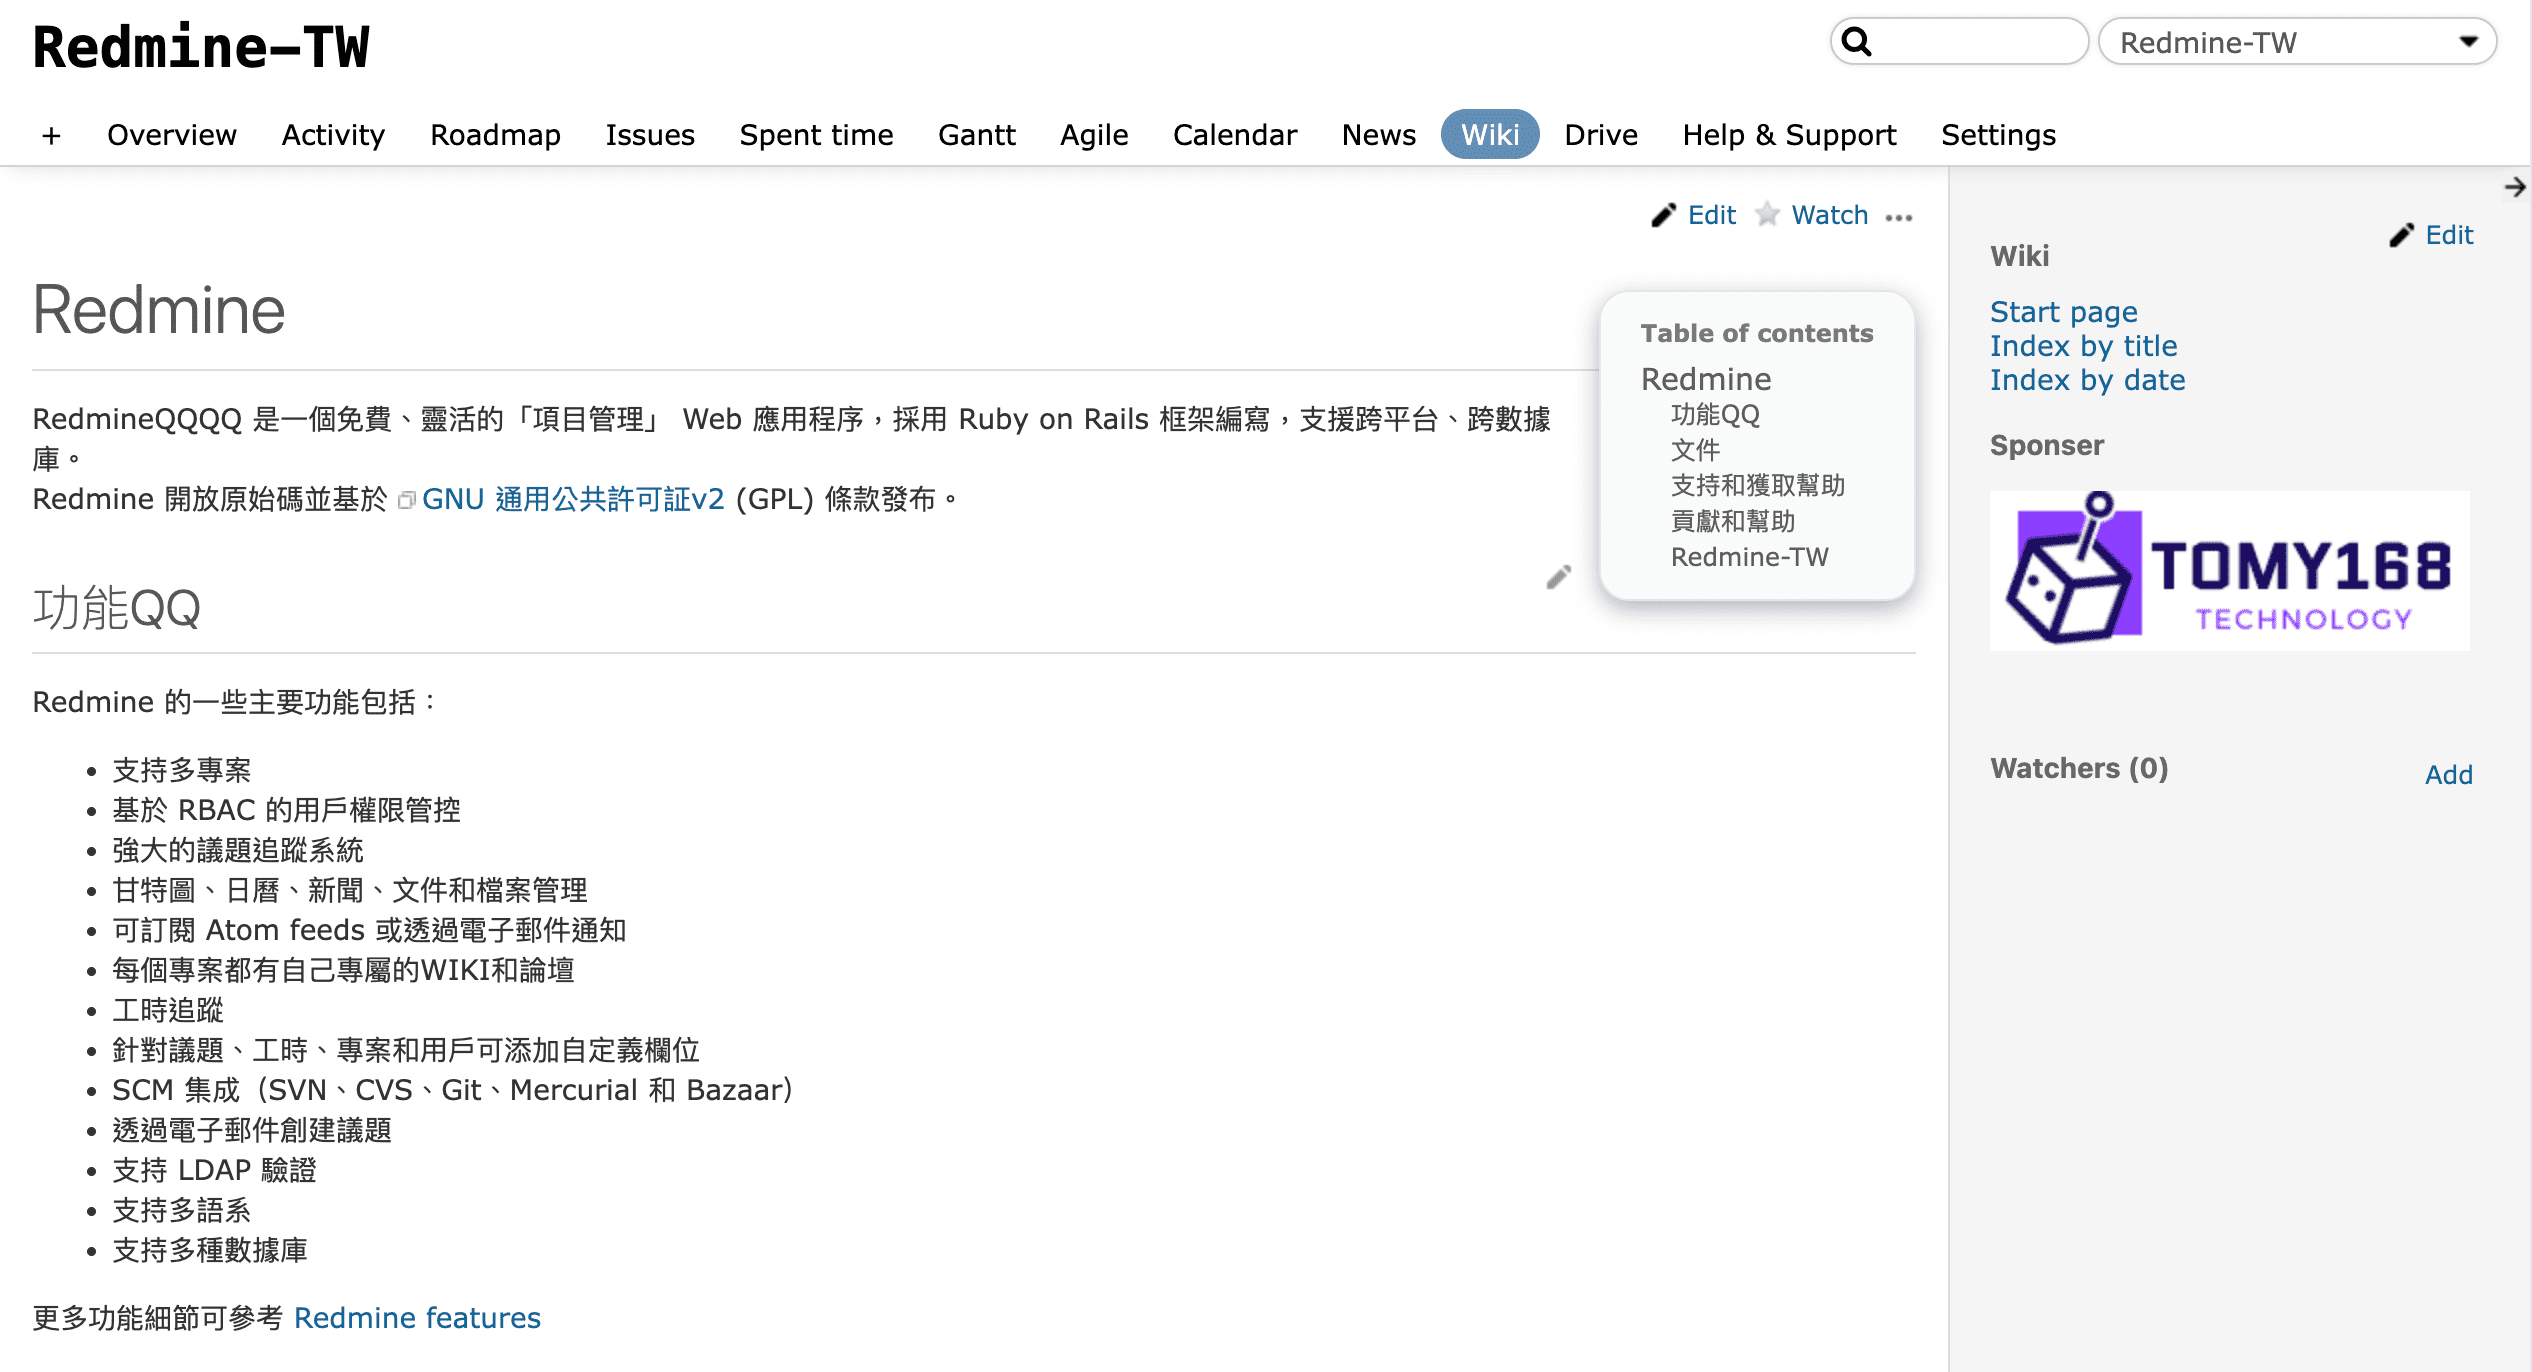 Redmine-TW
Redmine-TW
+ Overview Activity Roadmap Issues Spent time Gantt Agile Calendar News Wiki Drive Help & Support Settings
Edit Watch
Redmine
RedmineQQQQ 是一個免費、靈活的「項目管理」 Web 應用程序，採用 Ruby on Rails 框架編寫，支援跨平台、跨數據
庫。
Redmine 開放原始碼並基於 GNU 通用公共許可証v2 (GPL) 條款發布。
Table of contents
Redmine
功能QQ
文件
支持和獲取幫助
貢獻和幫助
Redmine-TW
功能QQ
Redmine 的一些主要功能包括：
• 支持多專案
• 基於 RBAC 的用戶權限管控
• 強大的議題追蹤系統
• 甘特圖、日曆、新聞、文件和檔案管理
• 可訂閱 Atom feeds 或透過電子郵件通知
• 每個專案都有自己專屬的WIKI和論壇
• 工時追蹤
• 針對議題、工時、專案和用戶可添加自定義欄位
• SCM 集成（SVN、CVS、Git、Mercurial 和 Bazaar）
• 透過電子郵件創建議題
• 支持 LDAP 驗證
• 支持多語系
• 支持多種數據庫
更多功能細節可參考 Redmine features
Edit
Wiki
Start page
Index by title
Index by date
Sponser
TOMY168
TECHNOLOGY
Watchers (0)
Add